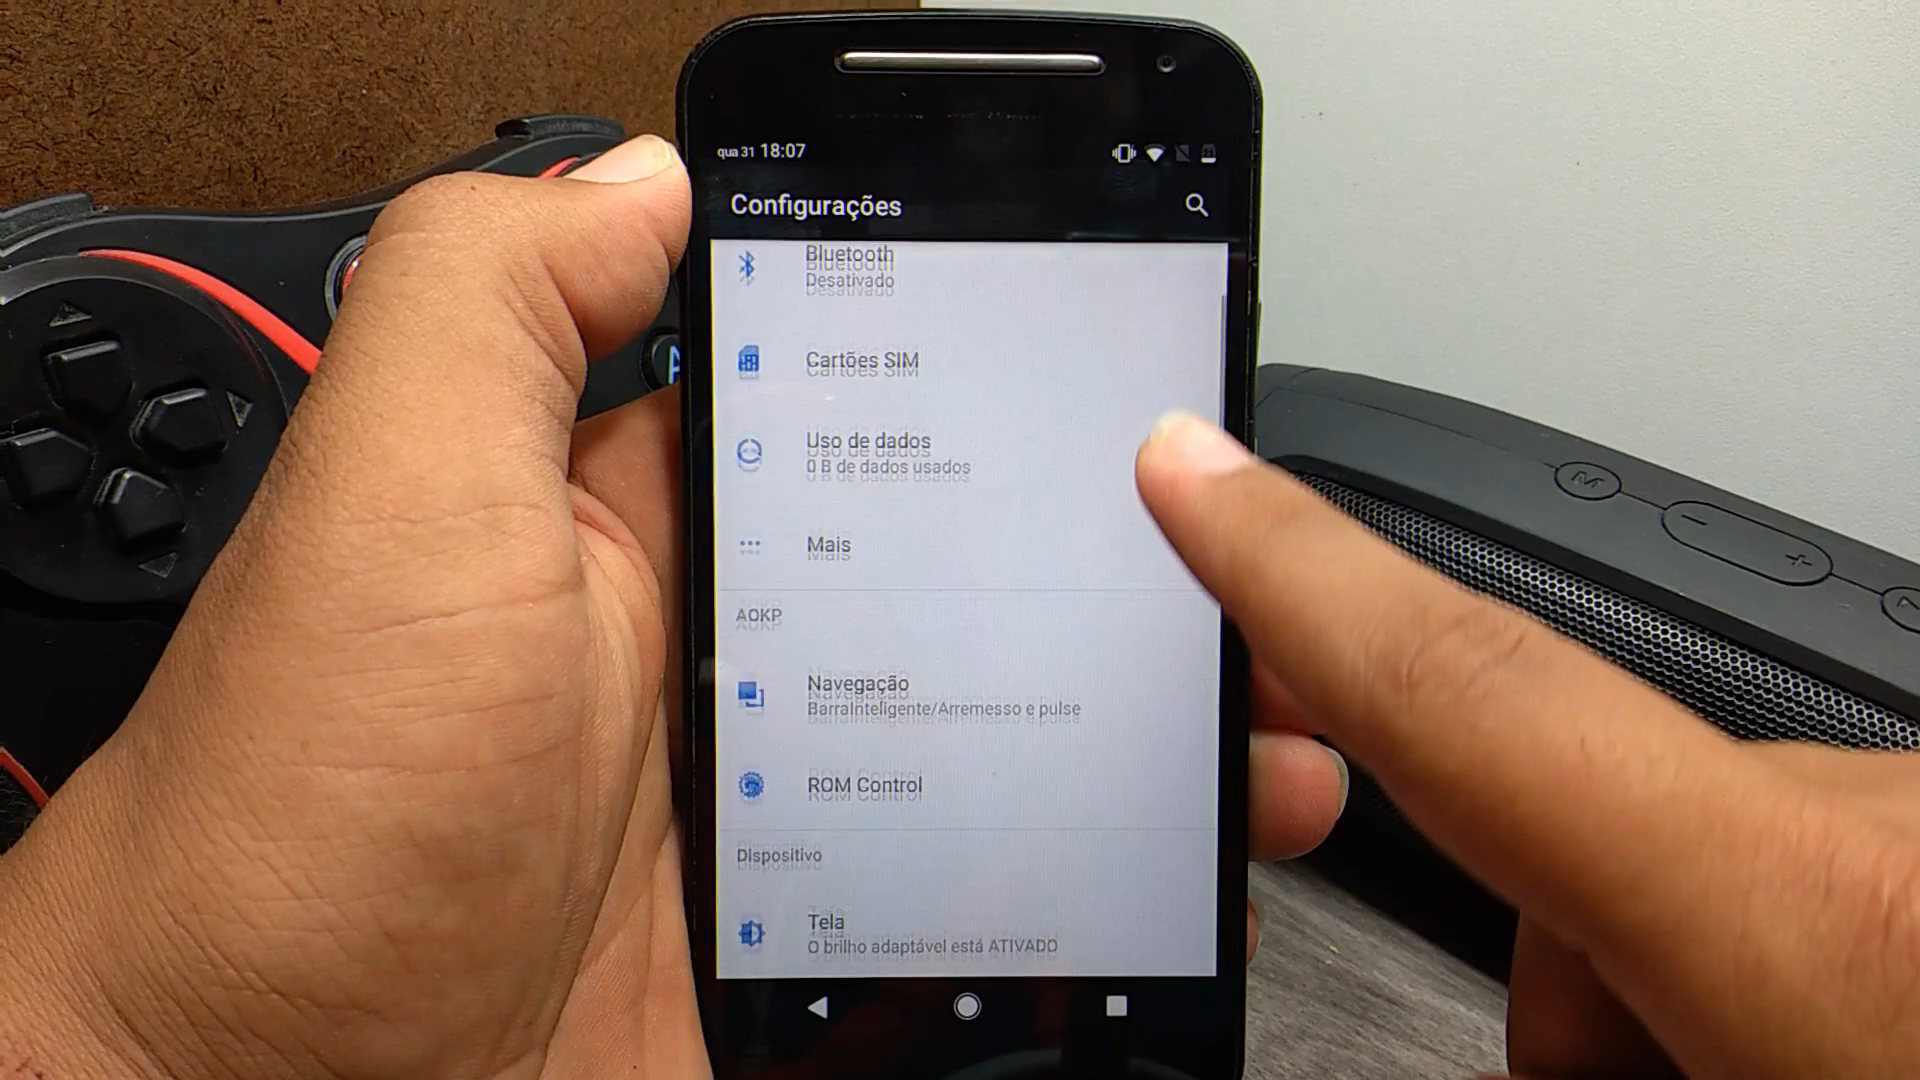 qua 31 18:07
Configurações
Bluetooth
Desativado
Cartões SIM
Uso de dados
0 B de dados usados
Mais
AOKP
Navegação
BarraInteligente/Arremesso e pulse
ROM Control
Dispositivo
Tela
O brilho adaptável está ATIVADO
A
M